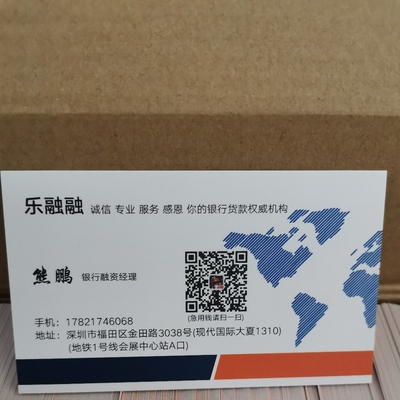 乐融融 诚信 专业 服务 感恩 你的银行贷款权威机构
熊鹏 银行融资经理
(急用钱请扫一扫)
手机：17821746068
地址：深圳市福田区金田路3038号(现代国际大夏1310)
(地铁1号线会展中心站A口)